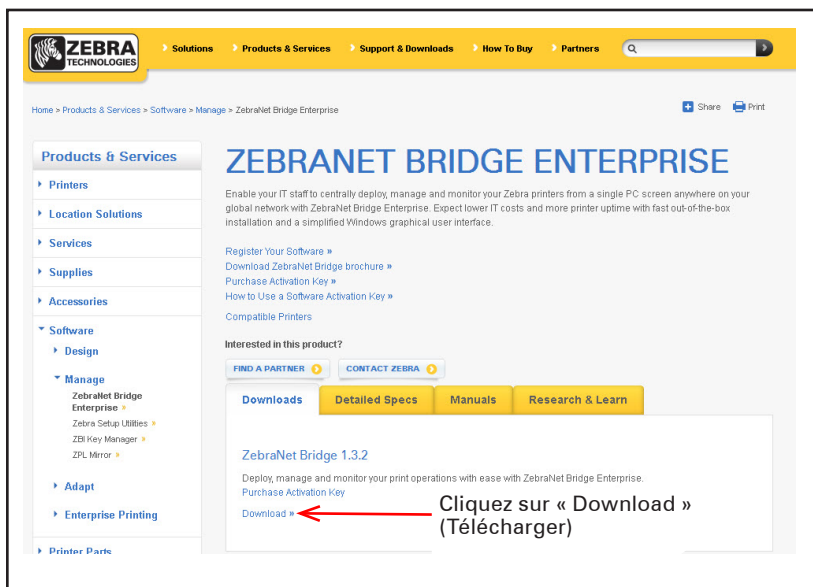 ZEBRA
TECHNOLOGIES
Solutions Products & Services Support & Downloads How To Buy Partners
Home > Products & Services > Software > Manage > ZebraNet Bridge Enterprise
Share Print
Products & Services
Printers
Location Solutions
Services
Supplies
Accessories
Software
Design
Manage
ZebraNet Bridge
Enterprise »
Zebra Setup Utilities »
ZBI Key Manager »
ZPL Mirror »
Adapt
Enterprise Printing
Printer Parts
ZEBRANET BRIDGE ENTERPRISE
Enable your IT staff to centrally deploy, manage and monitor your Zebra printers from a single PC screen anywhere on your
global network with ZebraNet Bridge Enterprise. Expect lower IT costs and more printer uptime with fast out-of-the-box
installation and a simplified Windows graphical user interface.
Register Your Software »
Download ZebraNet Bridge brochure »
Purchase Activation Key »
How to Use a Software Activation Key »
Compatible Printers
Interested in this product?
FIND A PARTNER CONTACT ZEBRA
Downloads Detailed Specs Manuals Research & Learn
ZebraNet Bridge 1.3.2
Deploy, manage and monitor your print operations with ease with ZebraNet Bridge Enterprise.
Purchase Activation Key
Download »
Cliquez sur « Download »
(Télécharger)